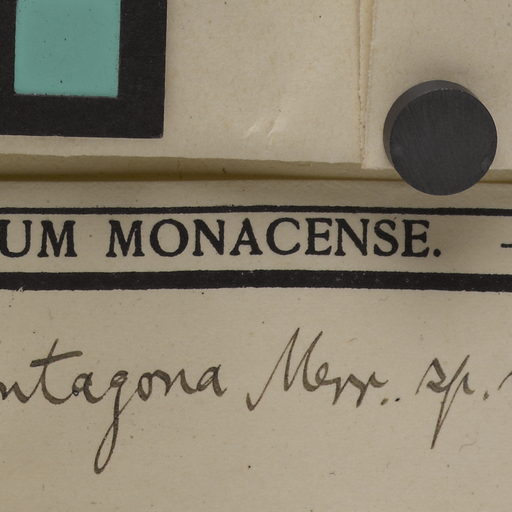 UM MONACENSE. -
ntagona Merr.. sp.